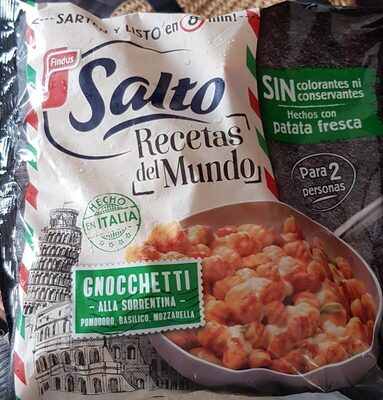 SARTÉN Y LISTO en 8 min!
Findus
Salto
Recetas
del Mundo
SIN colorantes ni
conservantes
Hechos con
patata fresca
Para 2
personas
HECHO
EN ITALIA
GNOCCHETTI
ALLA SORRENTINA
POMODORO, BASILICO, MOZZARELLA